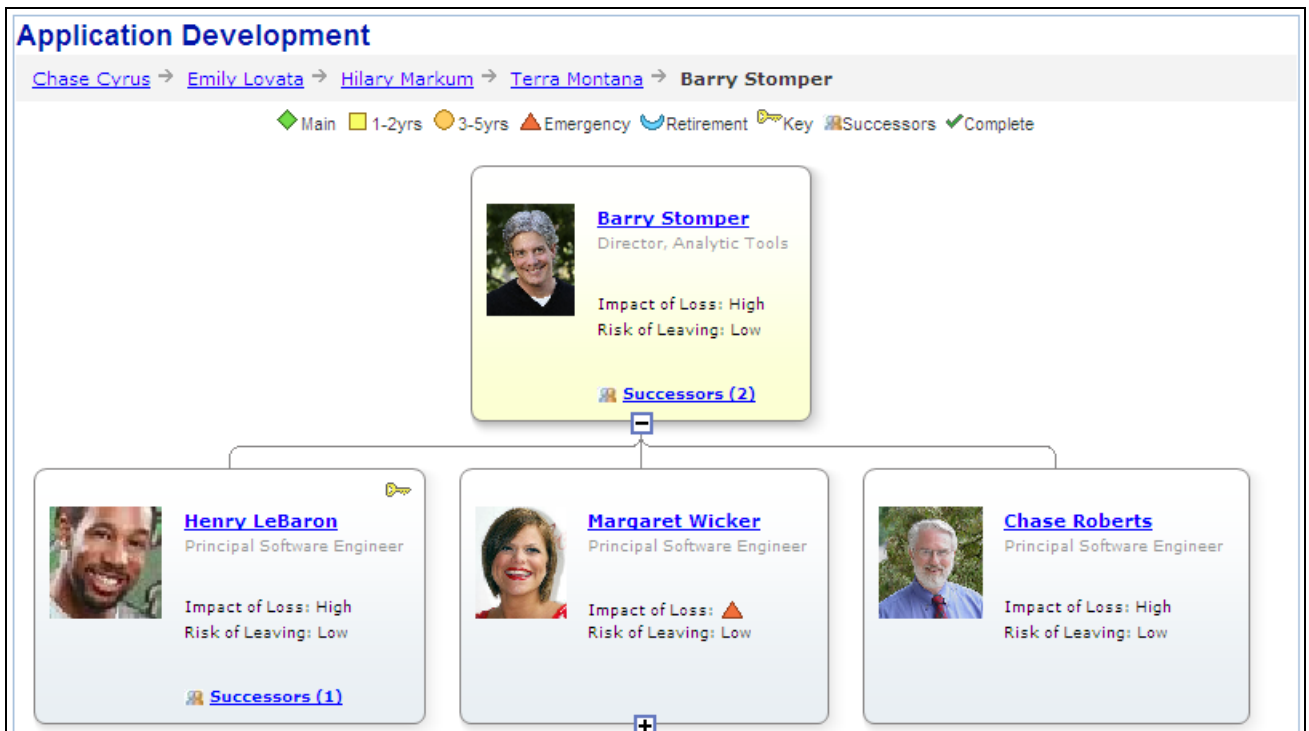 Application Development
Chase Cyrus → Emily Lovata → Hilary Markum → Terra Montana → Barry Stomper
Main 1-2yrs 3-5yrs Emergency Retirement Key Successors Complete
Barry Stomper
Director, Analytic Tools
Impact of Loss: High
Risk of Leaving: Low
Successors (2)
Henry LeBaron
Principal Software Engineer
Impact of Loss: High
Risk of Leaving: Low
Successors (1)
Margaret Wicker
Principal Software Engineer
Impact of Loss:
Risk of Leaving: Low
Chase Roberts
Principal Software Engineer
Impact of Loss: High
Risk of Leaving: Low